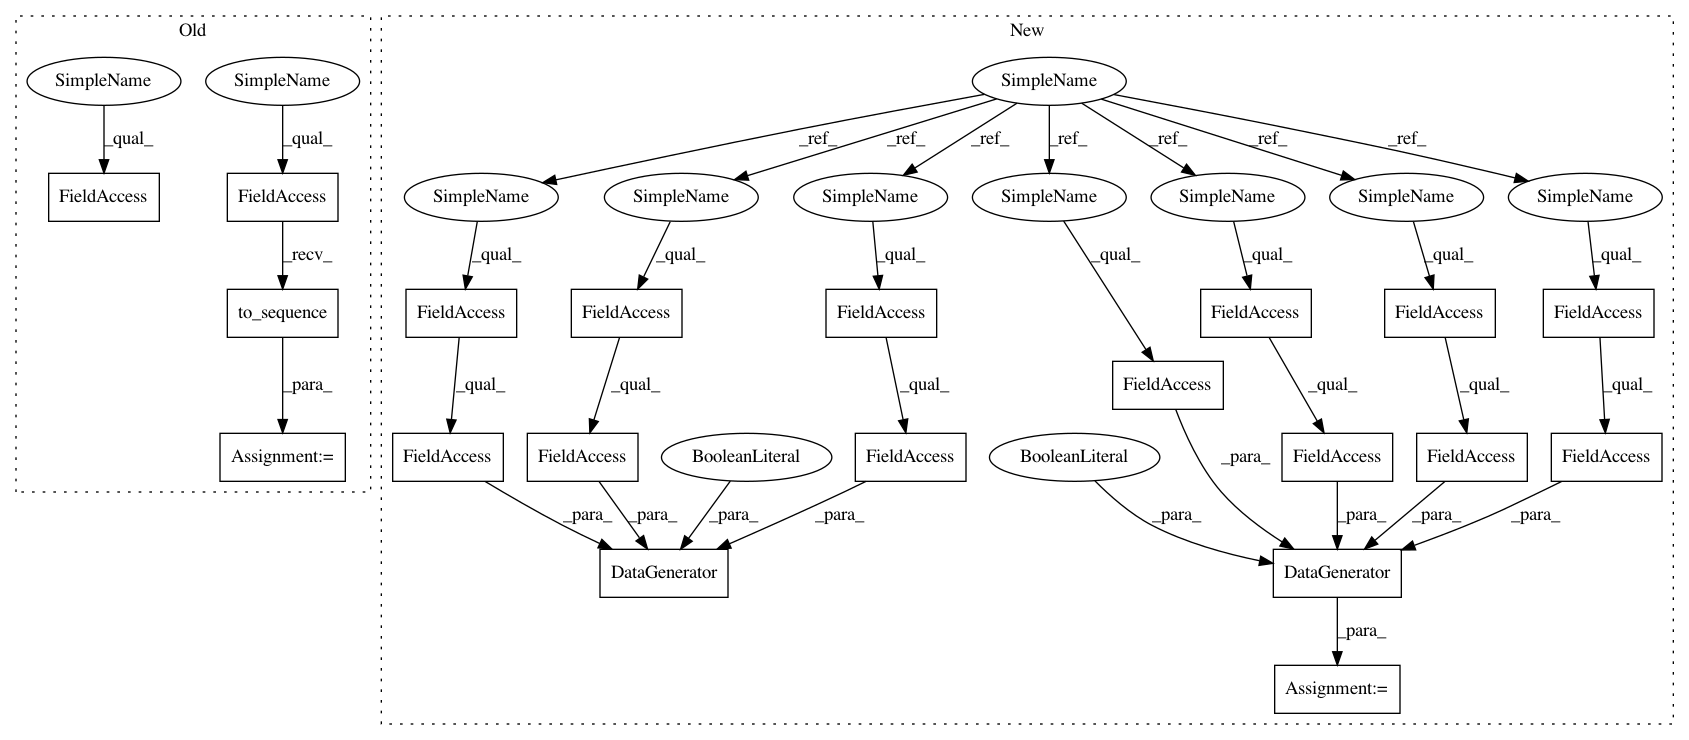 Old
New
SimpleName
SimpleName
SimpleName
_qual_
_qual_
_ref_
_ref_
_ref_
_ref_
_ref_
_ref_
_ref_
FieldAccess
FieldAccess
SimpleName
SimpleName
SimpleName
SimpleName
SimpleName
SimpleName
SimpleName
_recv_
_qual_
_qual_
_qual_
_qual_
_qual_
_qual_
_qual_
to_sequence
FieldAccess
FieldAccess
FieldAccess
FieldAccess
FieldAccess
FieldAccess
FieldAccess
_para_
_qual_
_qual_
_qual_
_qual_
_qual_
_qual_
Assignment:=
FieldAccess
FieldAccess
BooleanLiteral
FieldAccess
BooleanLiteral
_para_
FieldAccess
FieldAccess
FieldAccess
_para_
_para_
_para_
_para_
_para_
_para_
_para_
_para_
DataGenerator
DataGenerator
_para_
Assignment:=